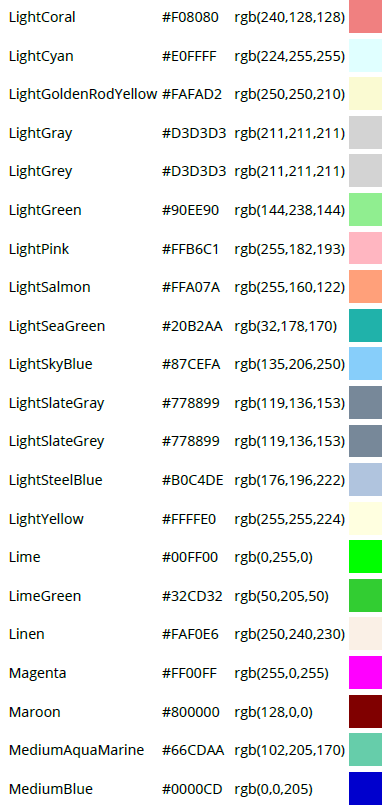 LightCoral #F08080 rgb(240,128,128)
LightCyan #E0FFFF rgb(224,255,255)
LightGoldenRodYellow #FAFAD2 rgb(250,250,210)
LightGray #D3D3D3 rgb(211,211,211)
LightGrey #D3D3D3 rgb(211,211,211)
LightGreen #90EE90 rgb(144,238,144)
LightPink #FFB6C1 rgb(255,182,193)
LightSalmon #FFA07A rgb(255,160,122)
LightSeaGreen #20B2AA rgb(32,178,170)
LightSkyBlue #87CEFA rgb(135,206,250)
LightSlateGray #778899 rgb(119,136,153)
LightSlateGrey #778899 rgb(119,136,153)
LightSteelBlue #B0C4DE rgb(176,196,222)
LightYellow #FFFFE0 rgb(255,255,224)
Lime #00FF00 rgb(0,255,0)
LimeGreen #32CD32 rgb(50,205,50)
Linen #FAF0E6 rgb(250,240,230)
Magenta #FF00FF rgb(255,0,255)
Maroon #800000 rgb(128,0,0)
MediumAquaMarine #66CDAA rgb(102,205,170)
MediumBlue #0000CD rgb(0,0,205)